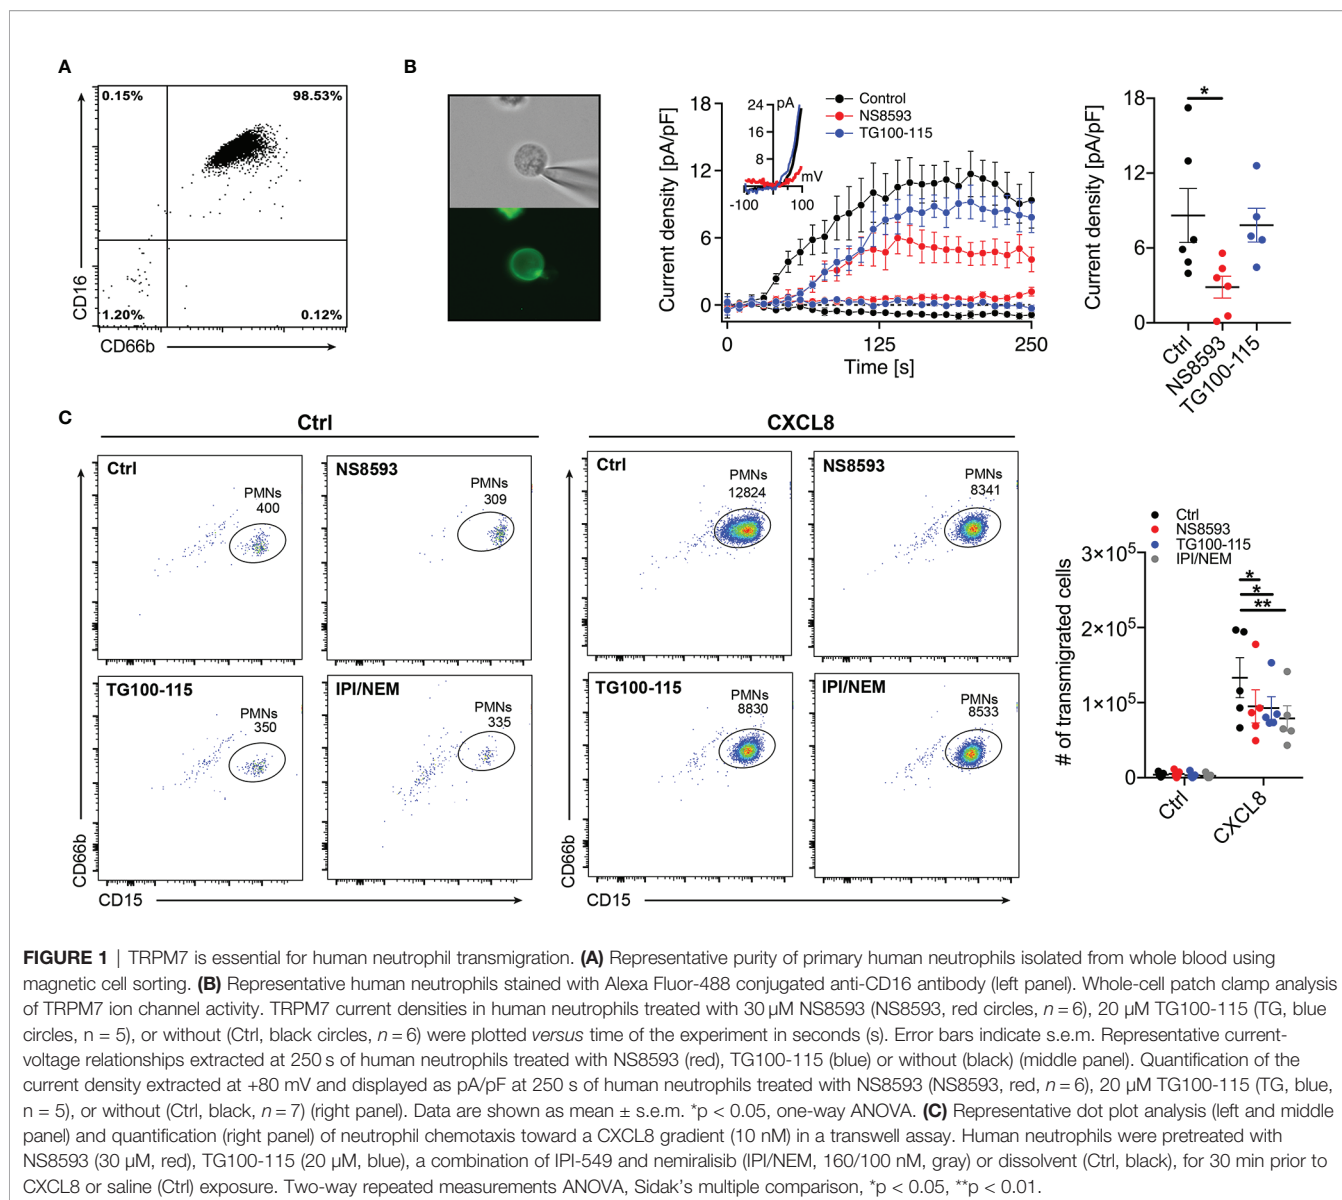 A
0.15%
98.53%
1.20%
0.12%
CD16
CD66b
B
18
12
6
0
Current density [pA/pF]
24
pA
16
8
mV
-100
100
Control
NS8593
TG100-115
0
125
250
Time [s]
18
12
6
0
Current density [pA/pF]
*
Ctrl
NS8593
TG100-115
C
Ctrl
CXCL8
Ctrl
PMNs
400
NS8593
PMNs
309
TG100-115
PMNs
350
IPI/NEM
PMNs
335
CD66b
CD15
Ctrl
PMNs
12824
NS8593
PMNs
8341
TG100-115
PMNs
8830
IPI/NEM
PMNs
8533
CD66b
CD15
Ctrl
NS8593
TG100-115
IPI/NEM
3×10⁵
2×10⁵
1×10⁵
0
# of transmigrated cells
*
*
**
Ctrl
CXCL8
FIGURE 1 | TRPM7 is essential for human neutrophil transmigration. (A) Representative purity of primary human neutrophils isolated from whole blood using
magnetic cell sorting. (B) Representative human neutrophils stained with Alexa Fluor-488 conjugated anti-CD16 antibody (left panel). Whole-cell patch clamp analysis
of TRPM7 ion channel activity. TRPM7 current densities in human neutrophils treated with 30 µM NS8593 (NS8593, red circles, n = 6), 20 µM TG100-115 (TG, blue
circles, n = 5), or without (Ctrl, black circles, n = 6) were plotted versus time of the experiment in seconds (s). Error bars indicate s.e.m. Representative current-
voltage relationships extracted at 250 s of human neutrophils treated with NS8593 (red), TG100-115 (blue) or without (black) (middle panel). Quantification of the
current density extracted at +80 mV and displayed as pA/pF at 250 s of human neutrophils treated with NS8593 (NS8593, red, n = 6), 20 µM TG100-115 (TG, blue,
n = 5), or without (Ctrl, black, n = 7) (right panel). Data are shown as mean ± s.e.m. *p < 0.05, one-way ANOVA. (C) Representative dot plot analysis (left and middle
panel) and quantification (right panel) of neutrophil chemotaxis toward a CXCL8 gradient (10 nM) in a transwell assay. Human neutrophils were pretreated with
NS8593 (30 µM, red), TG100-115 (20 µM, blue), a combination of IPI-549 and nemiralisib (IPI/NEM, 160/100 nM, gray) or dissolvent (Ctrl, black), for 30 min prior to
CXCL8 or saline (Ctrl) exposure. Two-way repeated measurements ANOVA, Sidak's multiple comparison, *p < 0.05, **p < 0.01.